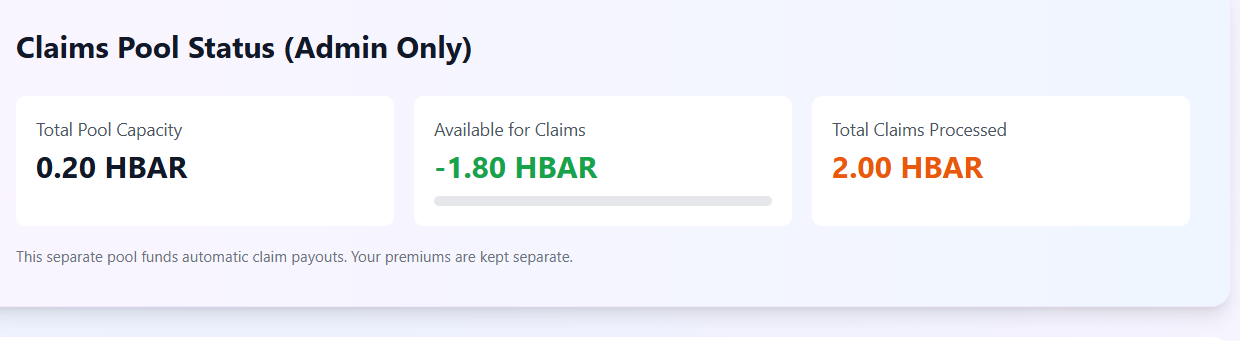 Claims Pool Status (Admin Only)
Total Pool Capacity
0.20 HBAR
Available for Claims
-1.80 HBAR
Total Claims Processed
2.00 HBAR
This separate pool funds automatic claim payouts. Your premiums are kept separate.